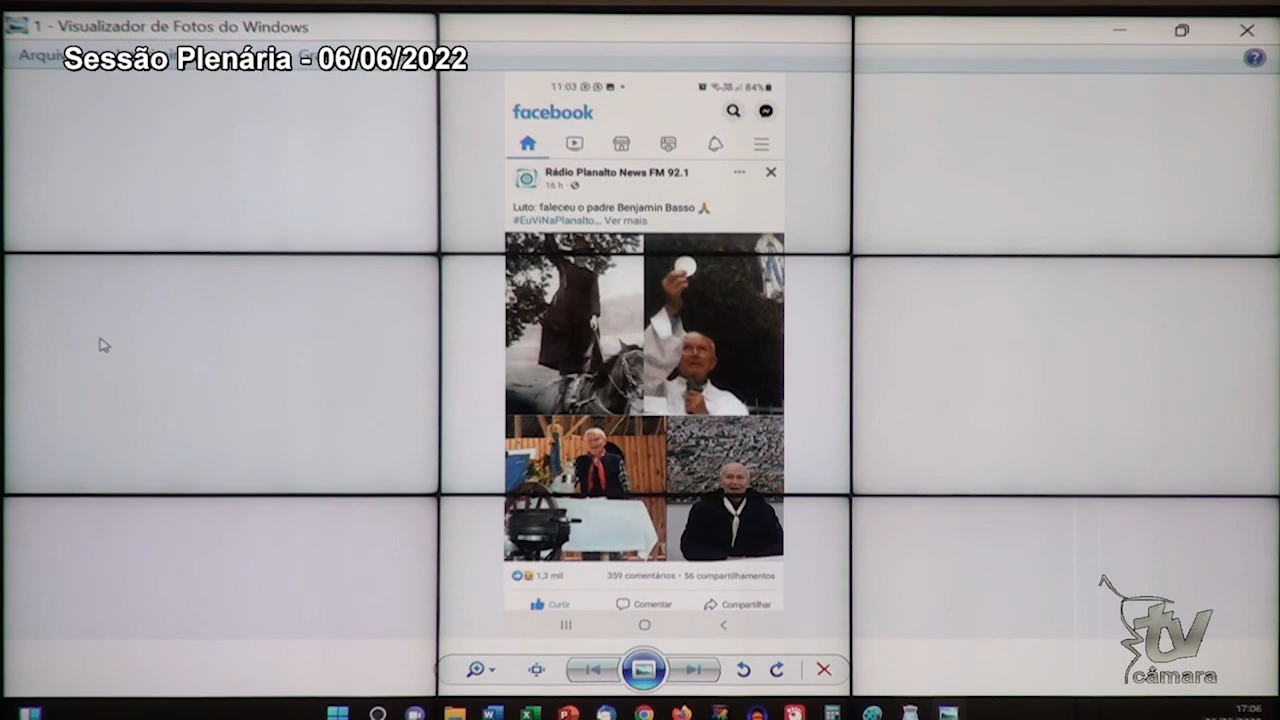 1 - Visualizador de Fotos do Windows
Sessão Plenária - 06/06/2022
11:03
84%
facebook
Rádio Planalto News FM 92.1
16 h
Luto: faleceu o padre Benjamin Basso
#EuViNaPlanalto... Ver mais
1,3 mil
359 comentários • 56 compartilhamentos
Curtir
Comentar
Compartilhar
tv
câmara
17:06